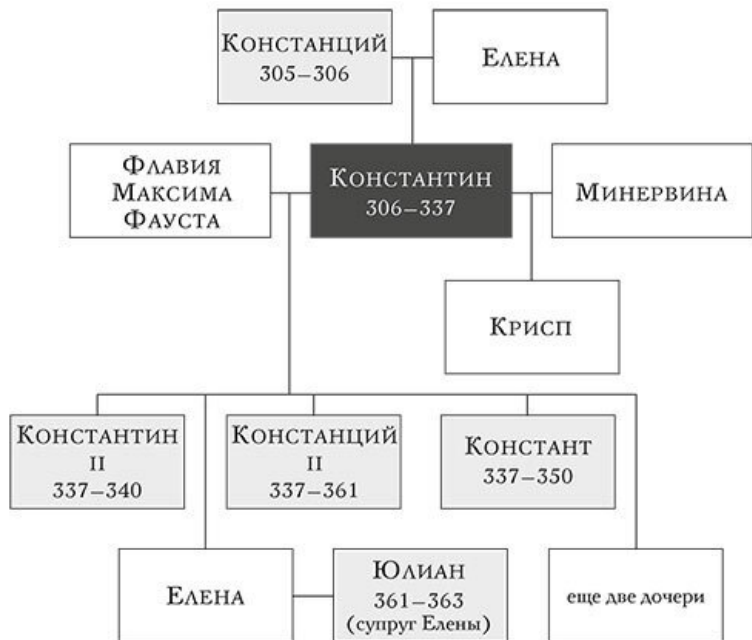 Констанций
305–306
Елена
Флавия
Максима
Фауста
Константин
306–337
Минервина
Крисп
Константин
II
337–340
Констанций
II
337–361
Констант
337–350
Елена
Юлиан
361–363
(супруг Елены)
еще две дочери